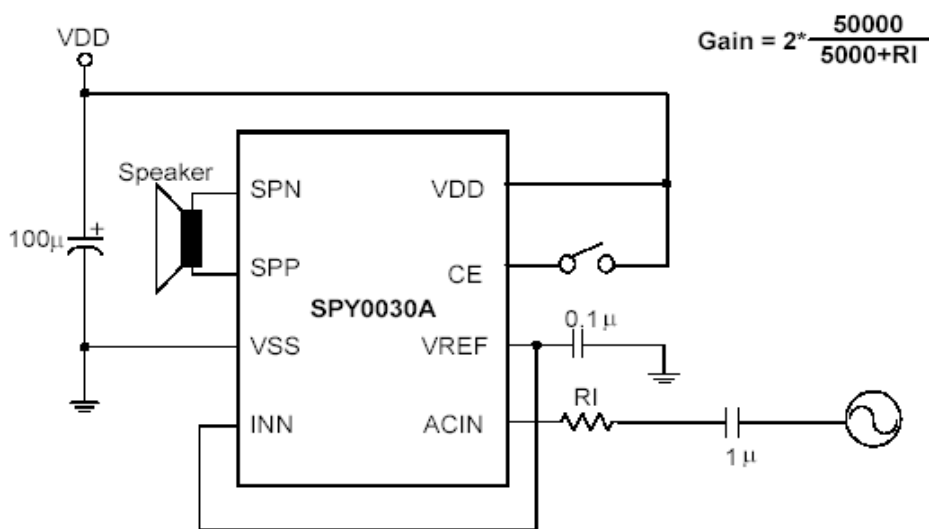 VDD
Gain = 2* 50000
5000+RI
Speaker
SPN
VDD
100μ
+
SPP
CE
SPY0030A
0.1μ
VSS
VREF
RI
INN
ACIN
1μ